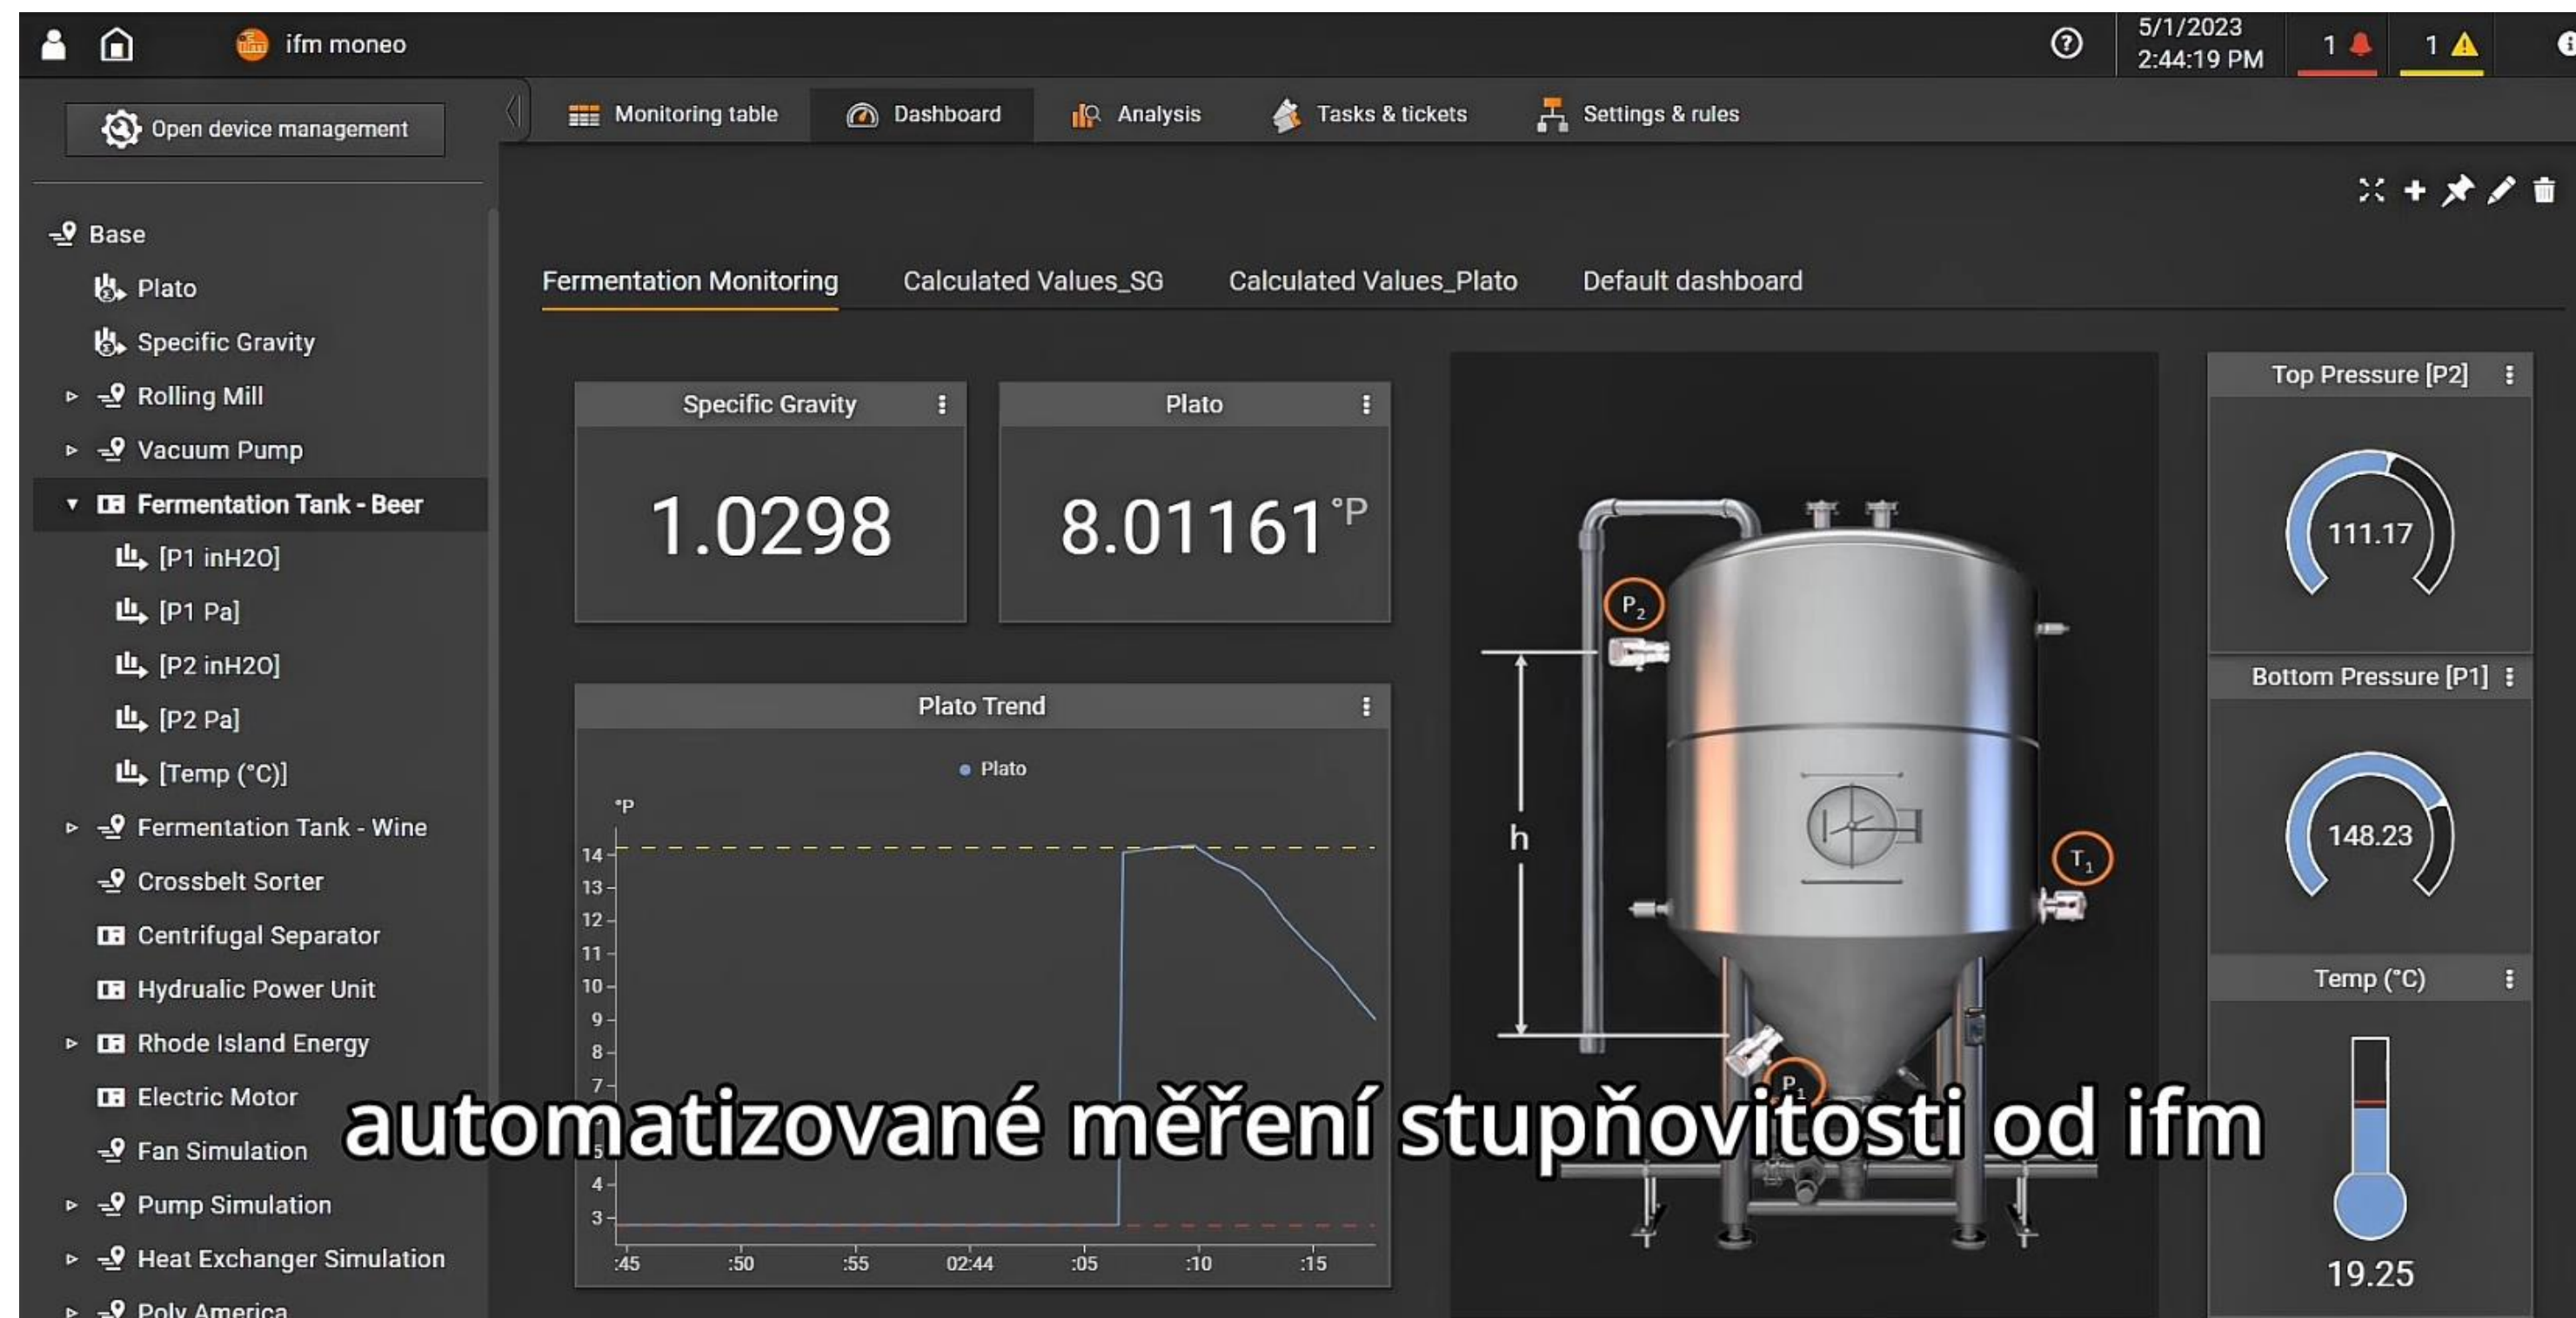 ifm moneo
5/1/2023
2:44:19 PM
1
1
Open device management
Monitoring table
Dashboard
Analysis
Tasks & tickets
Settings & rules
Base
Plato
Specific Gravity
Rolling Mill
Vacuum Pump
Fermentation Tank - Beer
[P1 inH2O]
[P1 Pa]
[P2 inH2O]
[P2 Pa]
[Temp (°C)]
Fermentation Tank - Wine
Crossbelt Sorter
Centrifugal Separator
Hydrualic Power Unit
Rhode Island Energy
Electric Motor
Fan Simulation
Pump Simulation
Heat Exchanger Simulation
Poly America
Fermentation Monitoring
Calculated Values_SG
Calculated Values_Plato
Default dashboard
Specific Gravity
1.0298
Plato
8.01161 °P
Plato Trend
Plato
°P
14
13
12
11
10
9
8
7
5
4
3
:45 :50 :55 02:44 :05 :10 :15
P2
h
T1
P1
Top Pressure [P2]
111.17
Bottom Pressure [P1]
148.23
Temp (°C)
19.25
automatizované měření stupňovitosti od ifm